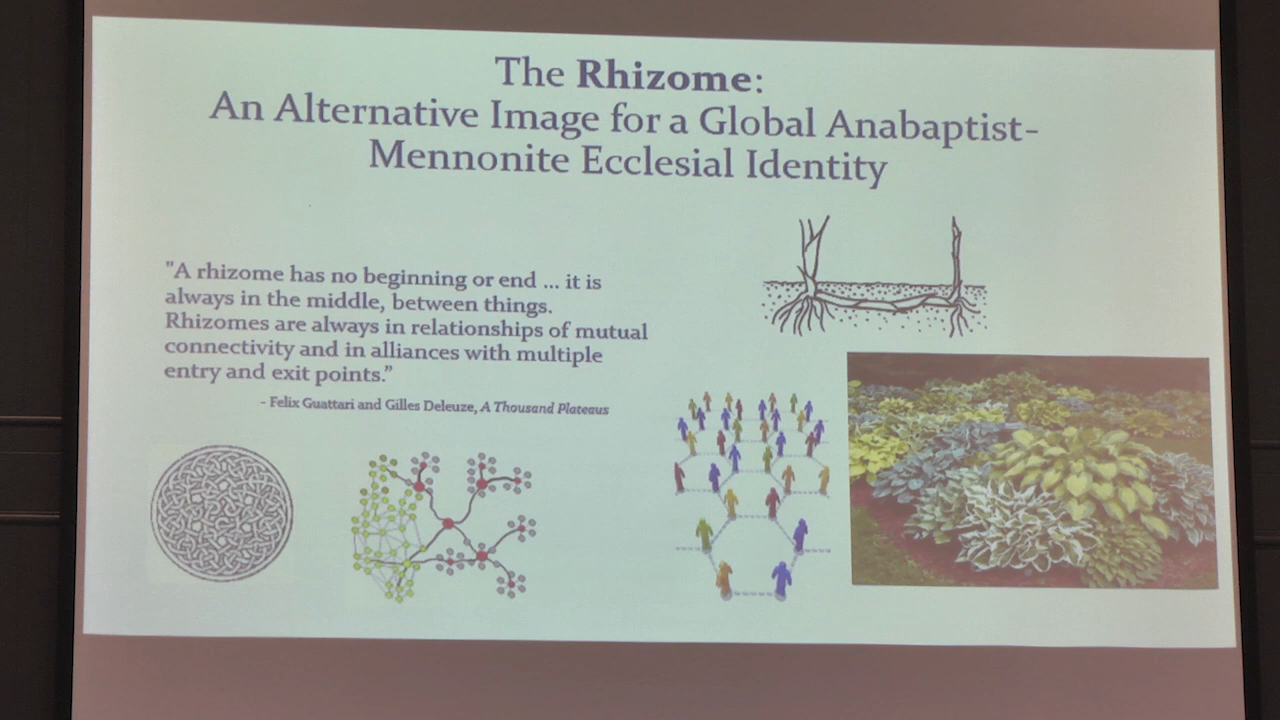 The Rhizome:
An Alternative Image for a Global Anabaptist-
Mennonite Ecclesial Identity
"A rhizome has no beginning or end ... it is
always in the middle, between things.
Rhizomes are always in relationships of mutual
connectivity and in alliances with multiple
entry and exit points.”
- Felix Guattari and Gilles Deleuze, A Thousand Plateaus